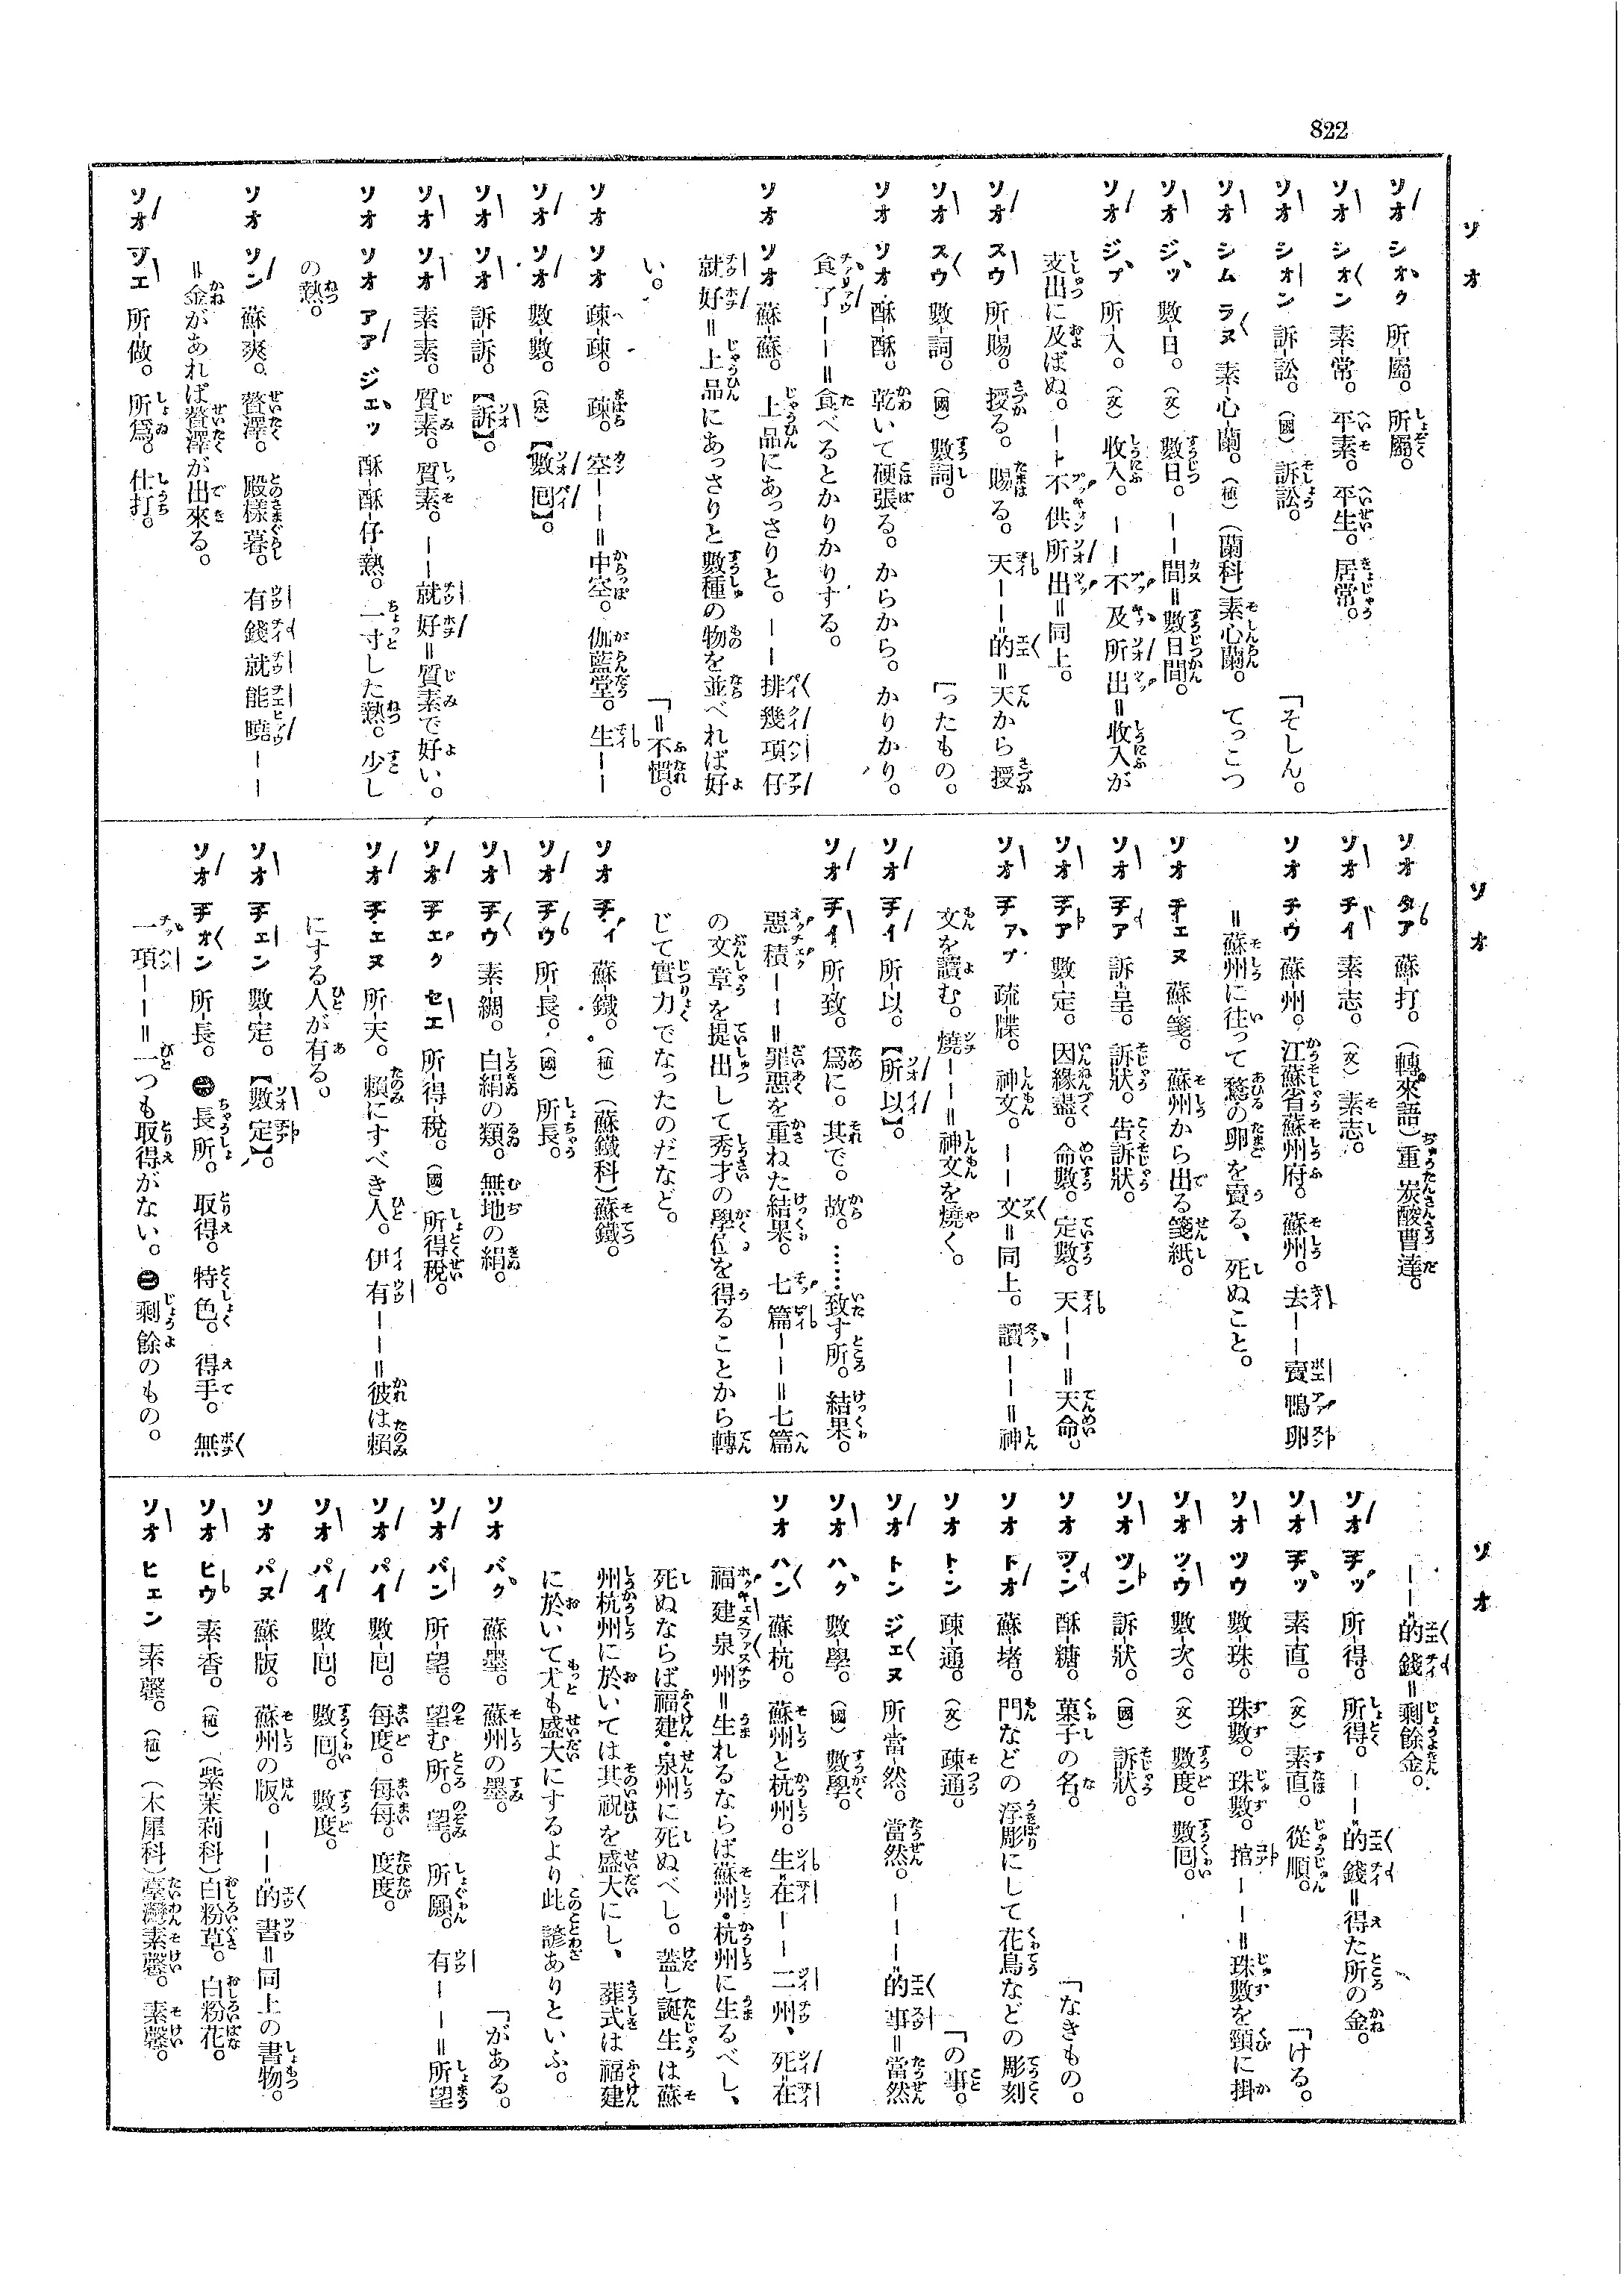 822
ソオ
ソオ シオク 所-屬。所屬。
ソオ シオン 素-常。平素。平生。居常。
ソオ シオン 訴-訟。(國)訴訟。「そしん。
ソオ シム ラヌ 素-心-蘭。(植)(蘭科)素心蘭。てっこつ
ソオ ジッ 數-日。(文)數日。——間=數日間。
ソオ ジプ 所-入。(文)收入。——不及所出=收入が
支出に及ばぬ。——不供所出=同上。
ソオ スウ 所-賜。授る。賜る。天——的=天から授
ソオ スウ 數-詞。(國)數詞。「ったもの。
ソオ ソオ 酥-酥。乾いて硬張る。からから。かりかり。
食了——=食べるとかりかりする。
ソオ ソオ 蘇-蘇。上品にあっさりと。——排幾項仔
就好=上品にあっさりと數種の物を並べれば好
い。「=不慣。
ソオ ソオ 疎-疎。疎。空——=中空。伽藍堂。生——
ソオ ソオ 數-數。(泉)【數囘】。
ソオ ソオ 訴-訴。【訴】。
ソオ ソオ 素-素。質素。質素。——就好=質素で好い。
ソオ ソオ アア ジェッ 酥-酥-仔-熱。一寸した熱。少し
の熱。
ソオ ソン 蘇-爽。贅澤。殿樣暮。有錢就能曉——
=金があれば贅澤が出來る。
ソオ ツエ 所-做。所爲。仕打。
ソオ
ソオ タア 蘇-打。(轉來語)重炭酸曹達。
ソオ チイ 素-志。(文)素志。
ソオ チウ 蘇-州。江蘇省蘇州府。蘇州。去——賣鴨卵
=蘇州に往って鶩の卵を賣る、死ぬこと。
ソオ チェヌ 蘇-箋。蘇州から出る箋紙。
ソオ チア 訴-呈。訴狀。告訴狀。
ソオ チア 數-定。因緣盡。命數。定數。天——=天命。
ソオ チアプ 疏-牒。神文。——文=同上。讀——=神
文を讀む。燒——=神文を燒く。
ソオ チイ 所-以。【所以】。
ソオ チイ 所-致。爲に。其で。故。……致す所。結果。
惡積——=罪惡を重ねた結果。七篇——=七篇
の文章を提出して秀才の學位を得ることから轉
じて實力でなったのだなど。
ソオ チィ 蘇-鐵。(植)(蘇鐵科)蘇鐵。
ソオ チウ 所-長。(國)所長。
ソオ チウ 素-綢。白絹の類。無地の絹。
ソオ チェク セエ 所-得-稅。(國)所得稅。
ソオ チェヌ 所-天。賴にすべき人。伊有——=彼は賴
にする人が有る。
ソオ チェン 數-定。【數定】。
ソオ チオン 所-長。㊀長所。取得。特色。得手。無
一項——=一つも取得がない。㊁剩餘のもの。
ソオ
——的錢=剩餘金。
ソオ チッ 所-得。所得。——的錢=得た所の金。
ソオ チッ 素-直。(文)素直。從順。「ける。
ソオ ツウ 數-珠。珠數。珠數。捾——=珠數を頸に掛
ソオ ツウ 數-次。(文)數度。數囘。
ソオ ツン 訴-狀。(國)訴狀。
ソオ ツン 酥-糖。菓子の名。「なきもの。
ソオ トオ 蘇-堵。門などの浮彫にして花鳥などの彫刻
ソオ トン 疎-通。(文)疎通。「の事。
ソオ トン ジェヌ 所-當-然。當然。——的事=當然
ソオ ハク 數-學。(國)數學。
ソオ ハン 蘇-杭。蘇州と杭州。生在——二州、死在
福建泉州=生れるならば蘇州・杭州に生るべし、
死ぬならば福建・泉州に死ぬべし。蓋し誕生は蘇
州杭州に於いては其祝を盛大にし、葬式は福建
に於いて尤も盛大にするより此諺ありといふ。
ソオ バク 蘇-墨。蘇州の墨。「がある。
ソオ バン 所-望。望む所。望。所願。有——=所望
ソオ パイ 數-囘。每度。每每。度度。
ソオ パイ 數-囘。數囘。數度。
ソオ パヌ 蘇-版。蘇州の版。——的書=同上の書物。
ソオ ヒウ 素-香。(植)(紫茉莉科)白粉草。白粉花。
ソオ ヒェン 素-馨。(植)(木犀科)臺灣素馨。素馨。